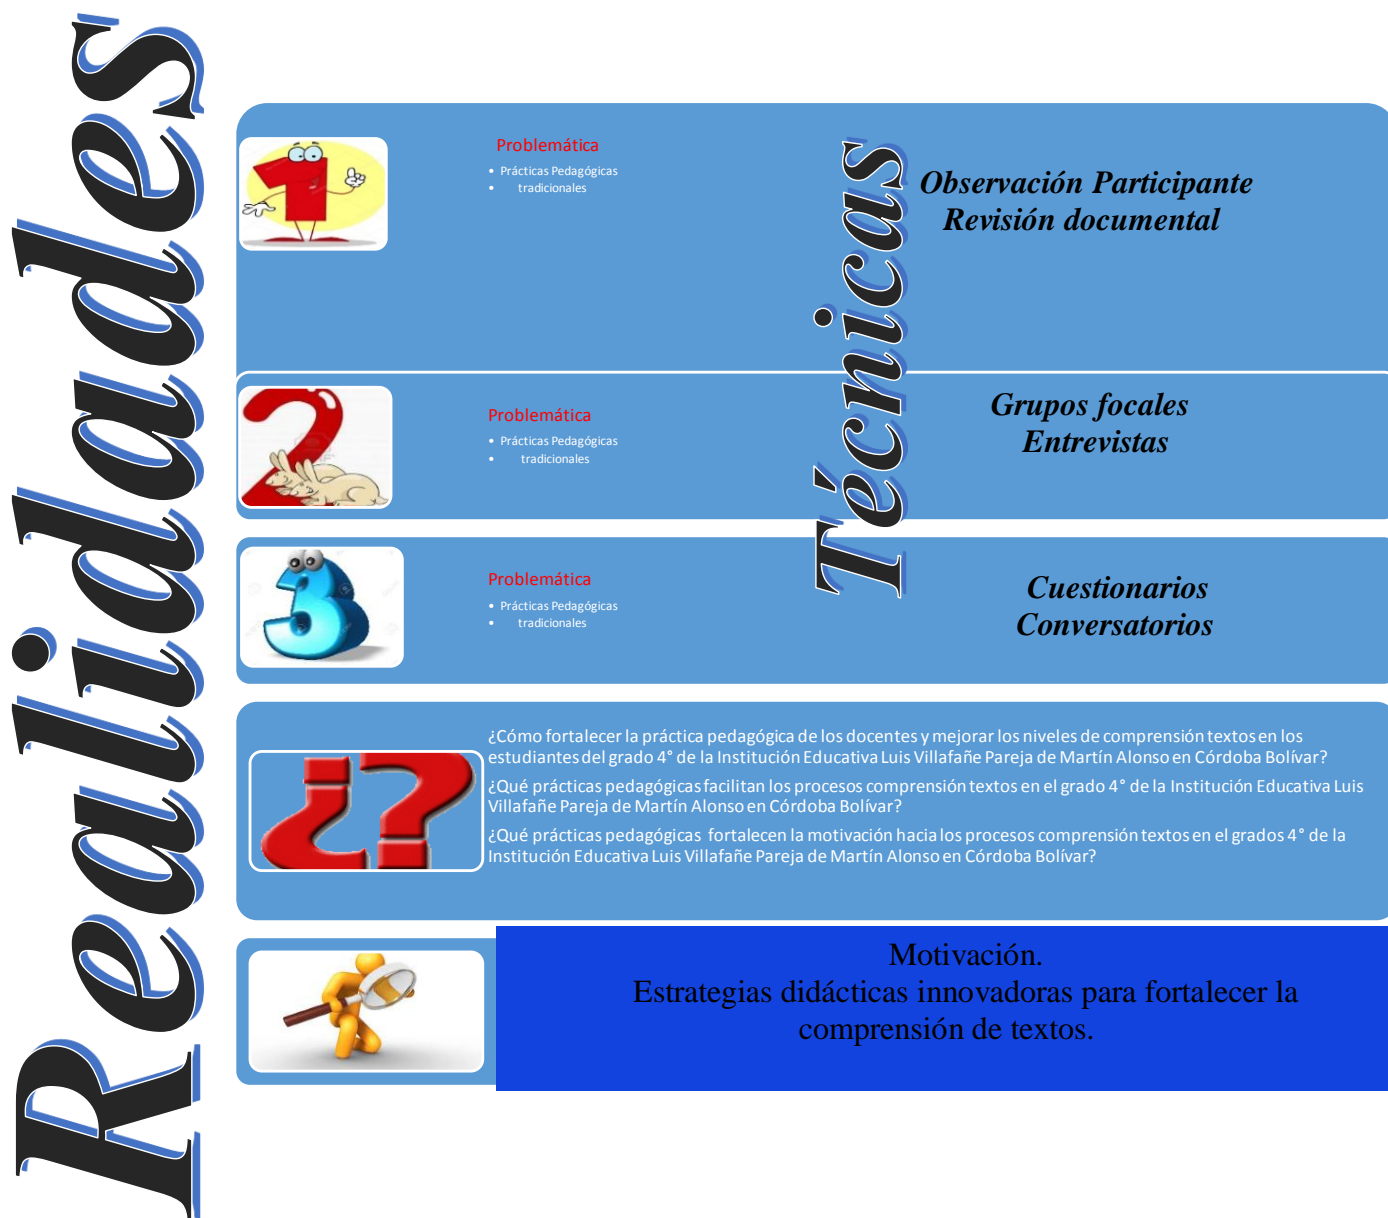 Realidades
Problemática
• Prácticas Pedagógicas
• tradicionales
Técnicas
Observación Participante
Revisión documental
Problemática
• Prácticas Pedagógicas
• tradicionales
Grupos focales
Entrevistas
Problemática
• Prácticas Pedagógicas
• tradicionales
Cuestionarios
Conversatorios
¿Cómo fortalecer la práctica pedagógica de los docentes y mejorar los niveles de comprensión textos en los
estudiantes del grado 4° de la Institución Educativa Luis Villafañe Pareja de Martín Alonso en Córdoba Bolívar?
¿Qué prácticas pedagógicas facilitan los procesos comprensión textos en el grado 4° de la Institución Educativa Luis
Villafañe Pareja de Martín Alonso en Córdoba Bolívar?
¿Qué prácticas pedagógicas fortalecen la motivación hacia los procesos comprensión textos en el grados 4° de la
Institución Educativa Luis Villafañe Pareja de Martín Alonso en Córdoba Bolívar?
¿?
Motivación.
Estrategias didácticas innovadoras para fortalecer la
comprensión de textos.